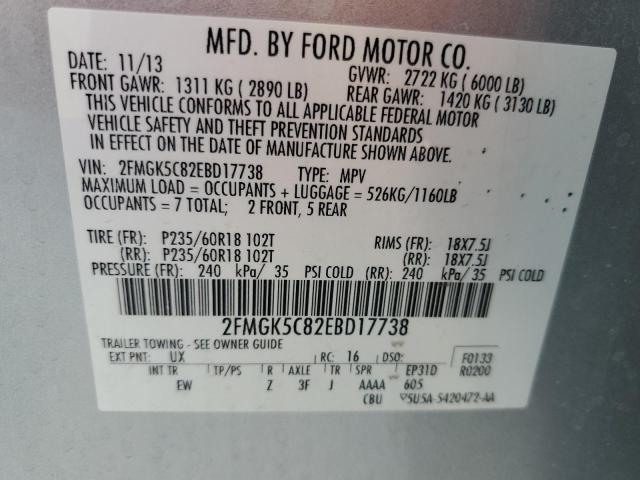 MFD. BY FORD MOTOR CO.
DATE: 11/13 GVWR: 2722 KG (6000 LB)
FRONT GAWR: 1311 KG (2890 LB) REAR GAWR: 1420 KG (3130 LB)
THIS VEHICLE CONFORMS TO ALL APPLICABLE FEDERAL MOTOR
VEHICLE SAFETY AND THEFT PREVENTION STANDARDS
IN EFFECT ON THE DATE OF MANUFACTURE SHOWN ABOVE.
VIN: 2FMGK5C82EBD17738 TYPE: MPV
MAXIMUM LOAD = OCCUPANTS + LUGGAGE = 526KG/1160LB
OCCUPANTS = 7 TOTAL; 2 FRONT, 5 REAR
TIRE (FR): P235/60R18 102T RIMS (FR): 18X7.5J
(RR): P235/60R18 102T (RR): 18X7.5J
PRESSURE (FR): 240 kPa/ 35 PSI COLD (RR): 240 kPa/ 35 PSI COLD
2FMGK5C82EBD17738
TRAILER TOWING - SEE OWNER GUIDE
EXT PNT: UX RC: 16 DSO: F0133
INT TR TP/PS R AXLE TR SPR EP31D R0200
EW Z 3F J AAAA 605
CBU 5U5A-5420472-AA